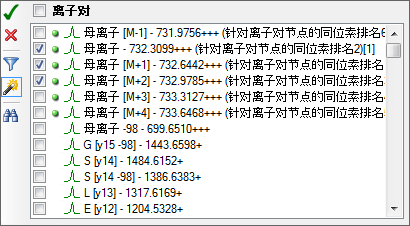 离子对
母离子 [M-1] - 731.9756+++ (针对离子对节点的同位素排名6
母离子 - 732.3099+++ (针对离子对节点的同位素排名2)[1]
母离子 [M+1] - 732.6442+++ (针对离子对节点的同位素排名
母离子 [M+2] - 732.9785+++ (针对离子对节点的同位素排名
母离子 [M+3] - 733.3127+++ (针对离子对节点的同位素排名
母离子 [M+4] - 733.6468+++ (针对离子对节点的同位素排名
母离子 -98 - 699.6510+++
G [y15 -98] - 1443.6598+
S [y14] - 1484.6152+
S [y14 -98] - 1386.6383+
L [y13] - 1317.6169+
E [y12] - 1204.5328+